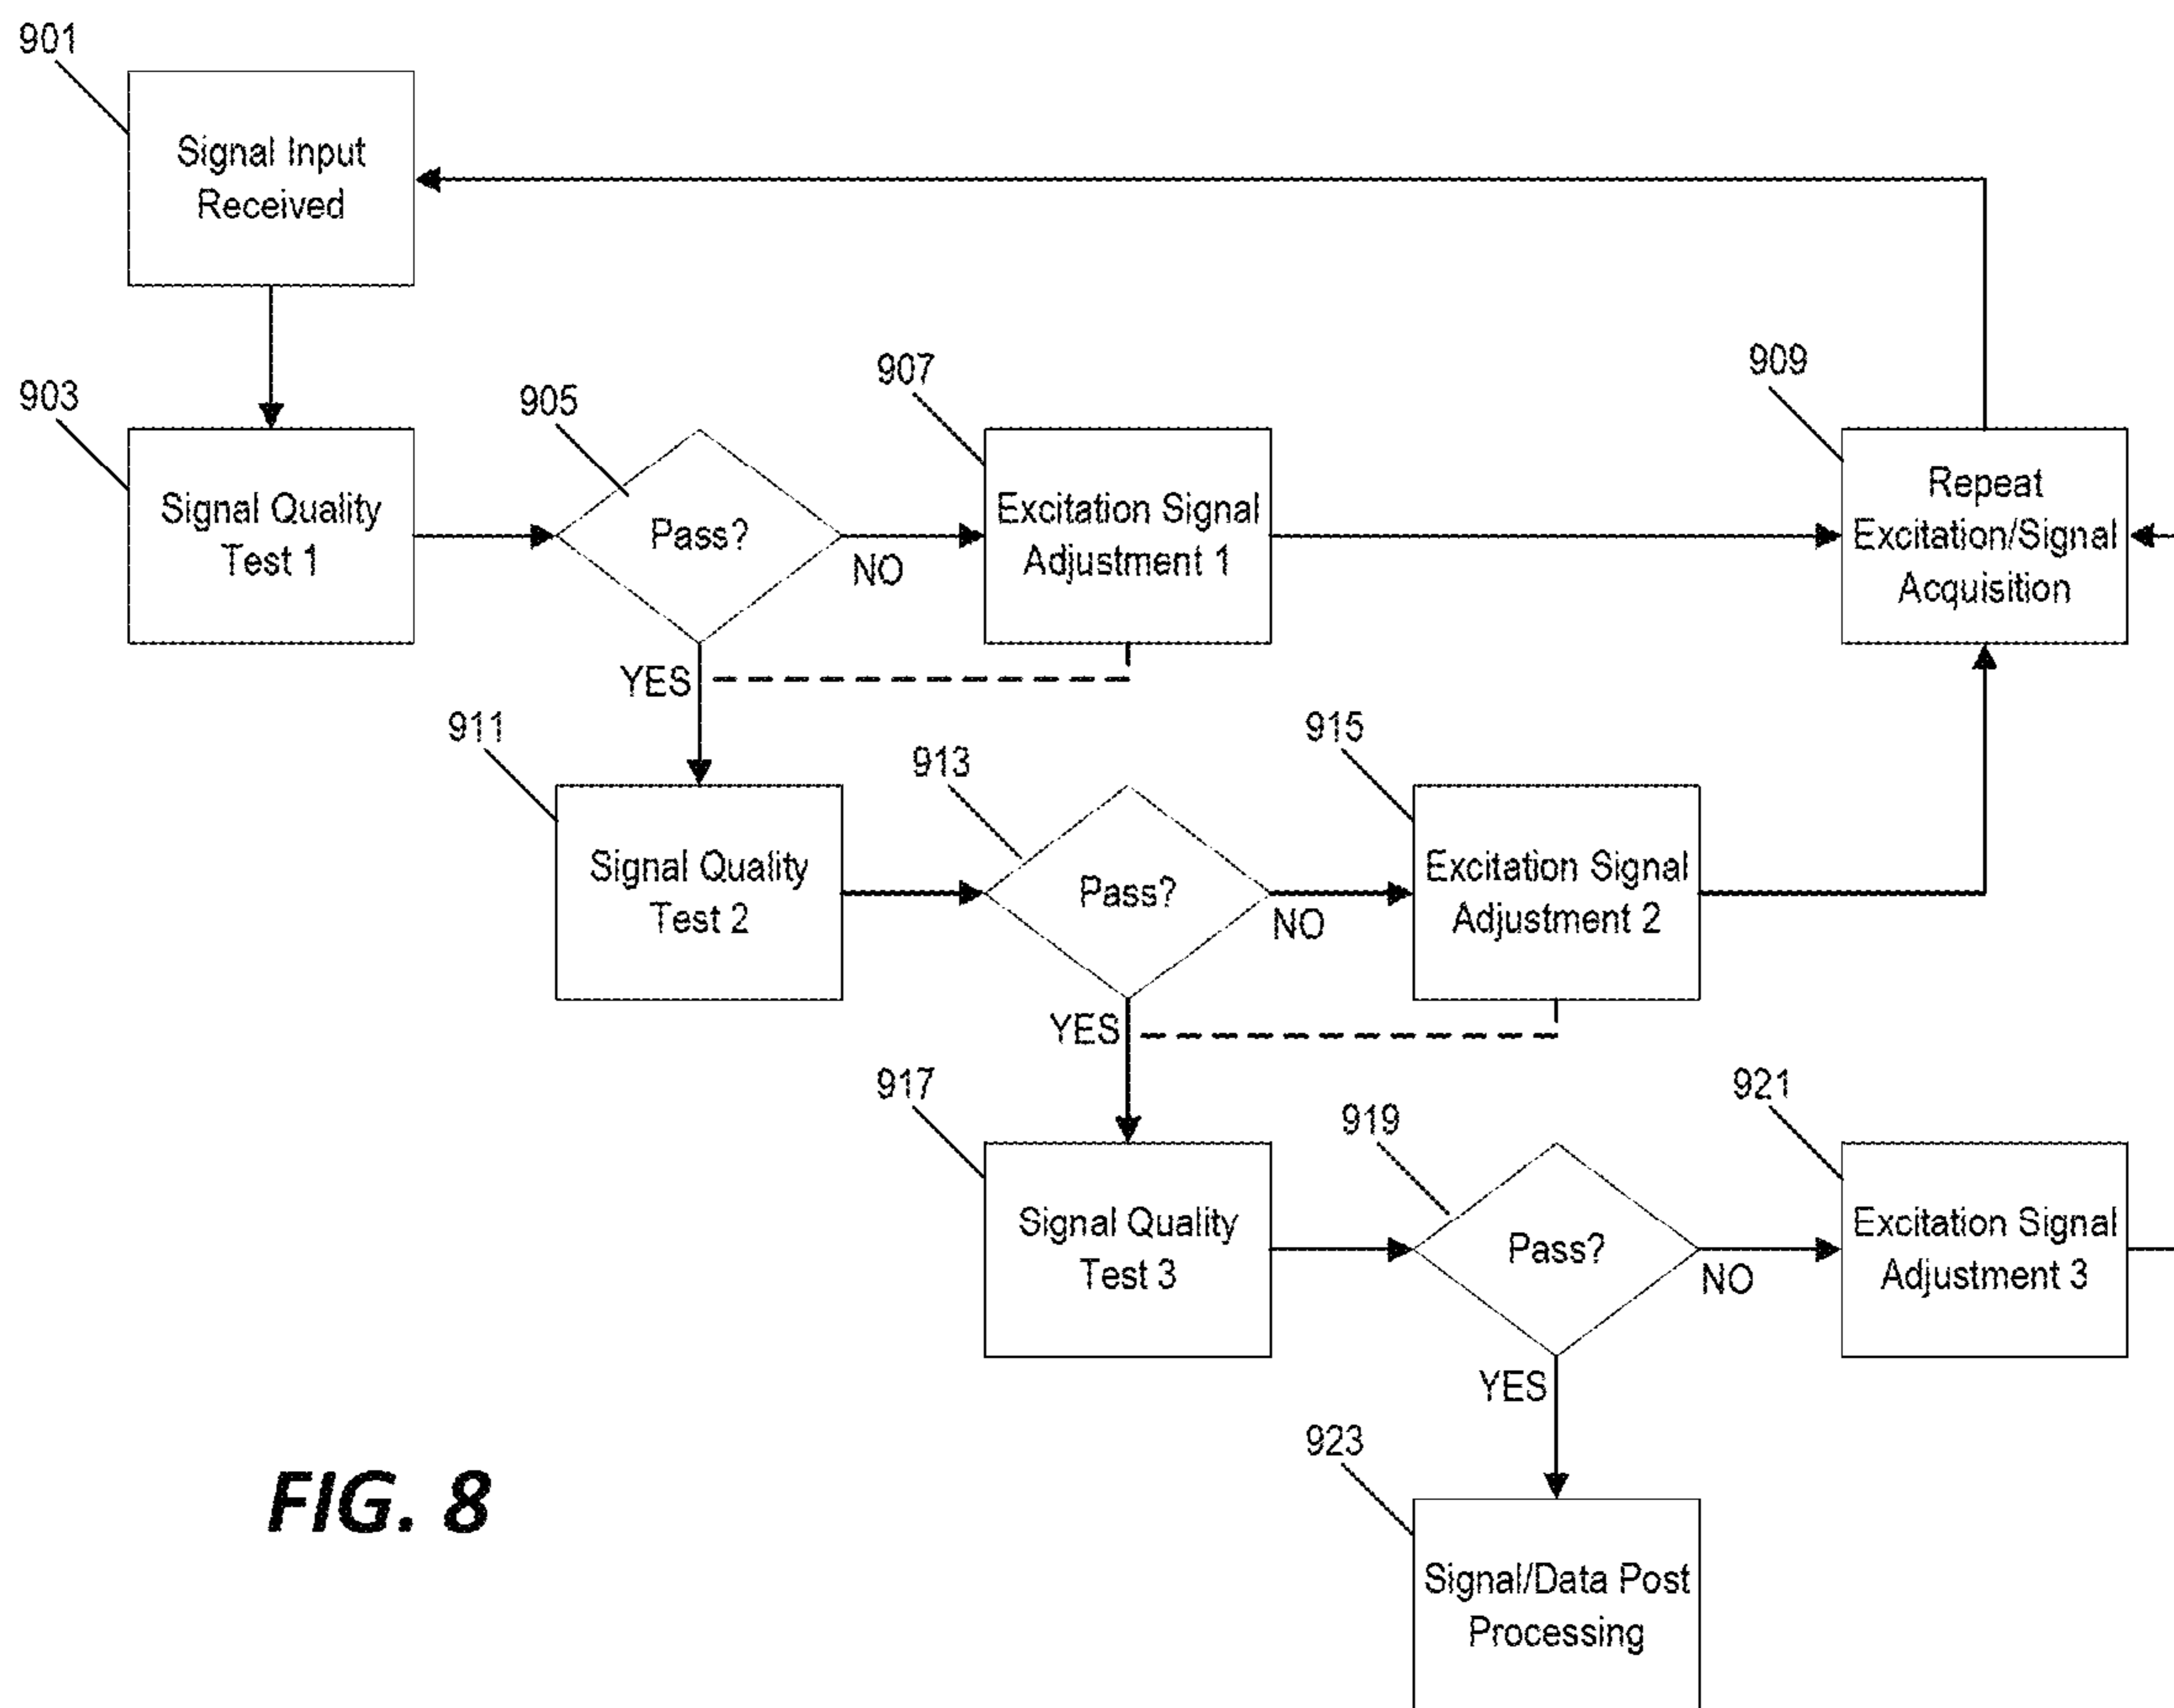 901
Signal Input
Received
903
Signal Quality
Test 1
905
Pass?
NO
YES
907
Excitation Signal
Adjustment 1
909
Repeat
Excitation/Signal
Acquisition
911
Signal Quality
Test 2
913
Pass?
NO
YES
915
Excitation Signal
Adjustment 2
917
Signal Quality
Test 3
919
Pass?
NO
YES
921
Excitation Signal
Adjustment 3
923
Signal/Data Post
Processing
FIG. 8